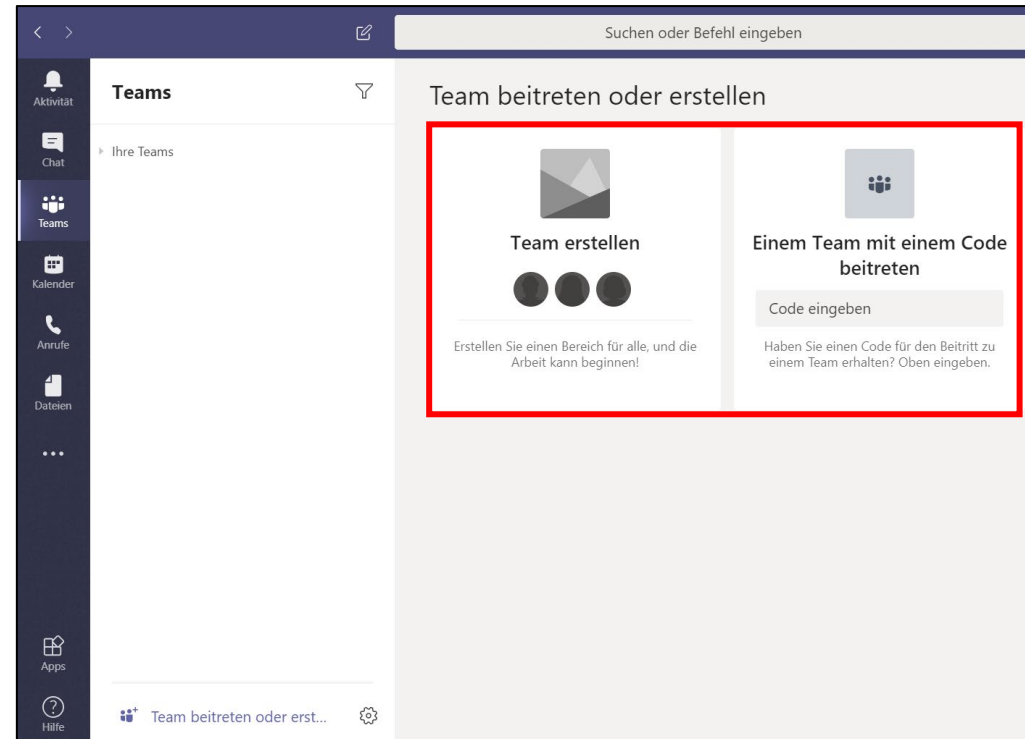 Suchen oder Befehl eingeben
Aktivität
Chat
Teams
Kalender
Anrufe
Dateien
Apps
Hilfe
Teams
Ihre Teams
Team beitreten oder erst...
Team beitreten oder erstellen
Team erstellen
Erstellen Sie einen Bereich für alle, und die
Arbeit kann beginnen!
Einem Team mit einem Code
beitreten
Code eingeben
Haben Sie einen Code für den Beitritt zu
einem Team erhalten? Oben eingeben.